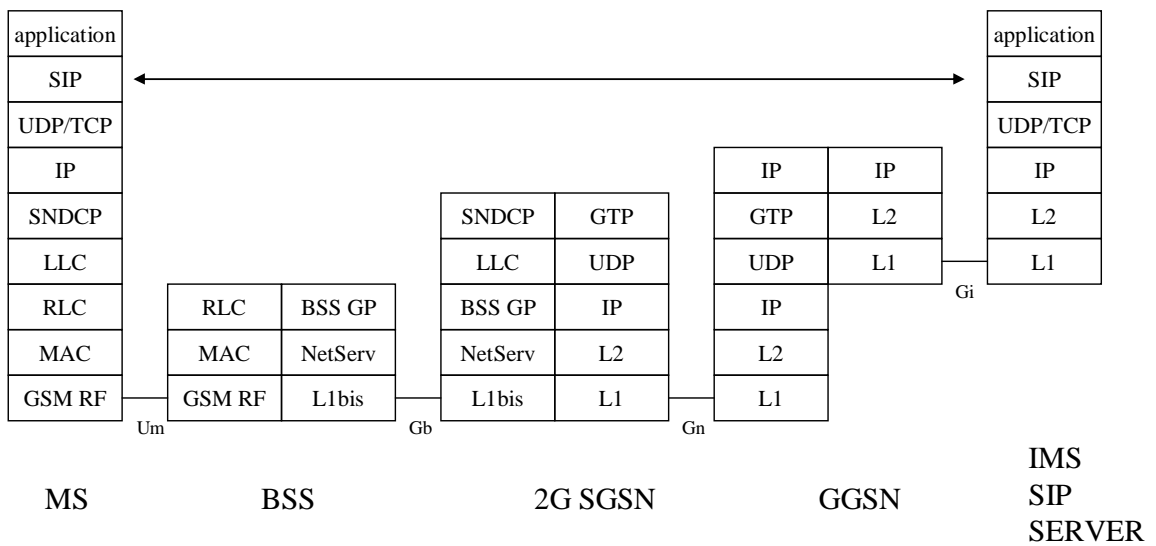 application application
SIP SIP
UDP/TCP UDP/TCP
IP IP IP IP
SNDCP SNDCP GTP GTP L2 L2
LLC LLC UDP UDP L1 L1
Gi
RLC RLC BSS GP BSS GP IP IP
MAC MAC NetServ NetServ L2 L2
GSM RF GSM RF L1bis L1bis L1 L1
Um Gb Gn
MS BSS 2G SGSN GGSN
IMS
SIP
SERVER